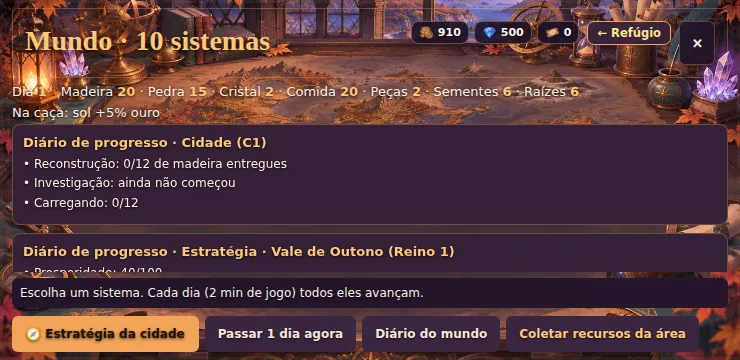 Mundo · 10 sistemas
910
500
0
← Refúgio
×
Dia 1 · Madeira 20 · Pedra 15 · Cristal 2 · Comida 20 · Peças 2 · Sementes 6 · Raízes 6
Na caça: sol +5% ouro
Diário de progresso · Cidade (C1)
• Reconstrução: 0/12 de madeira entregues
• Investigação: ainda não começou
• Carregando: 0/12
Diário de progresso · Estratégia · Vale de Outono (Reino 1)
• Prosperidade: 40/100
Escolha um sistema. Cada dia (2 min de jogo) todos eles avançam.
Estratégia da cidade
Passar 1 dia agora
Diário do mundo
Coletar recursos da área